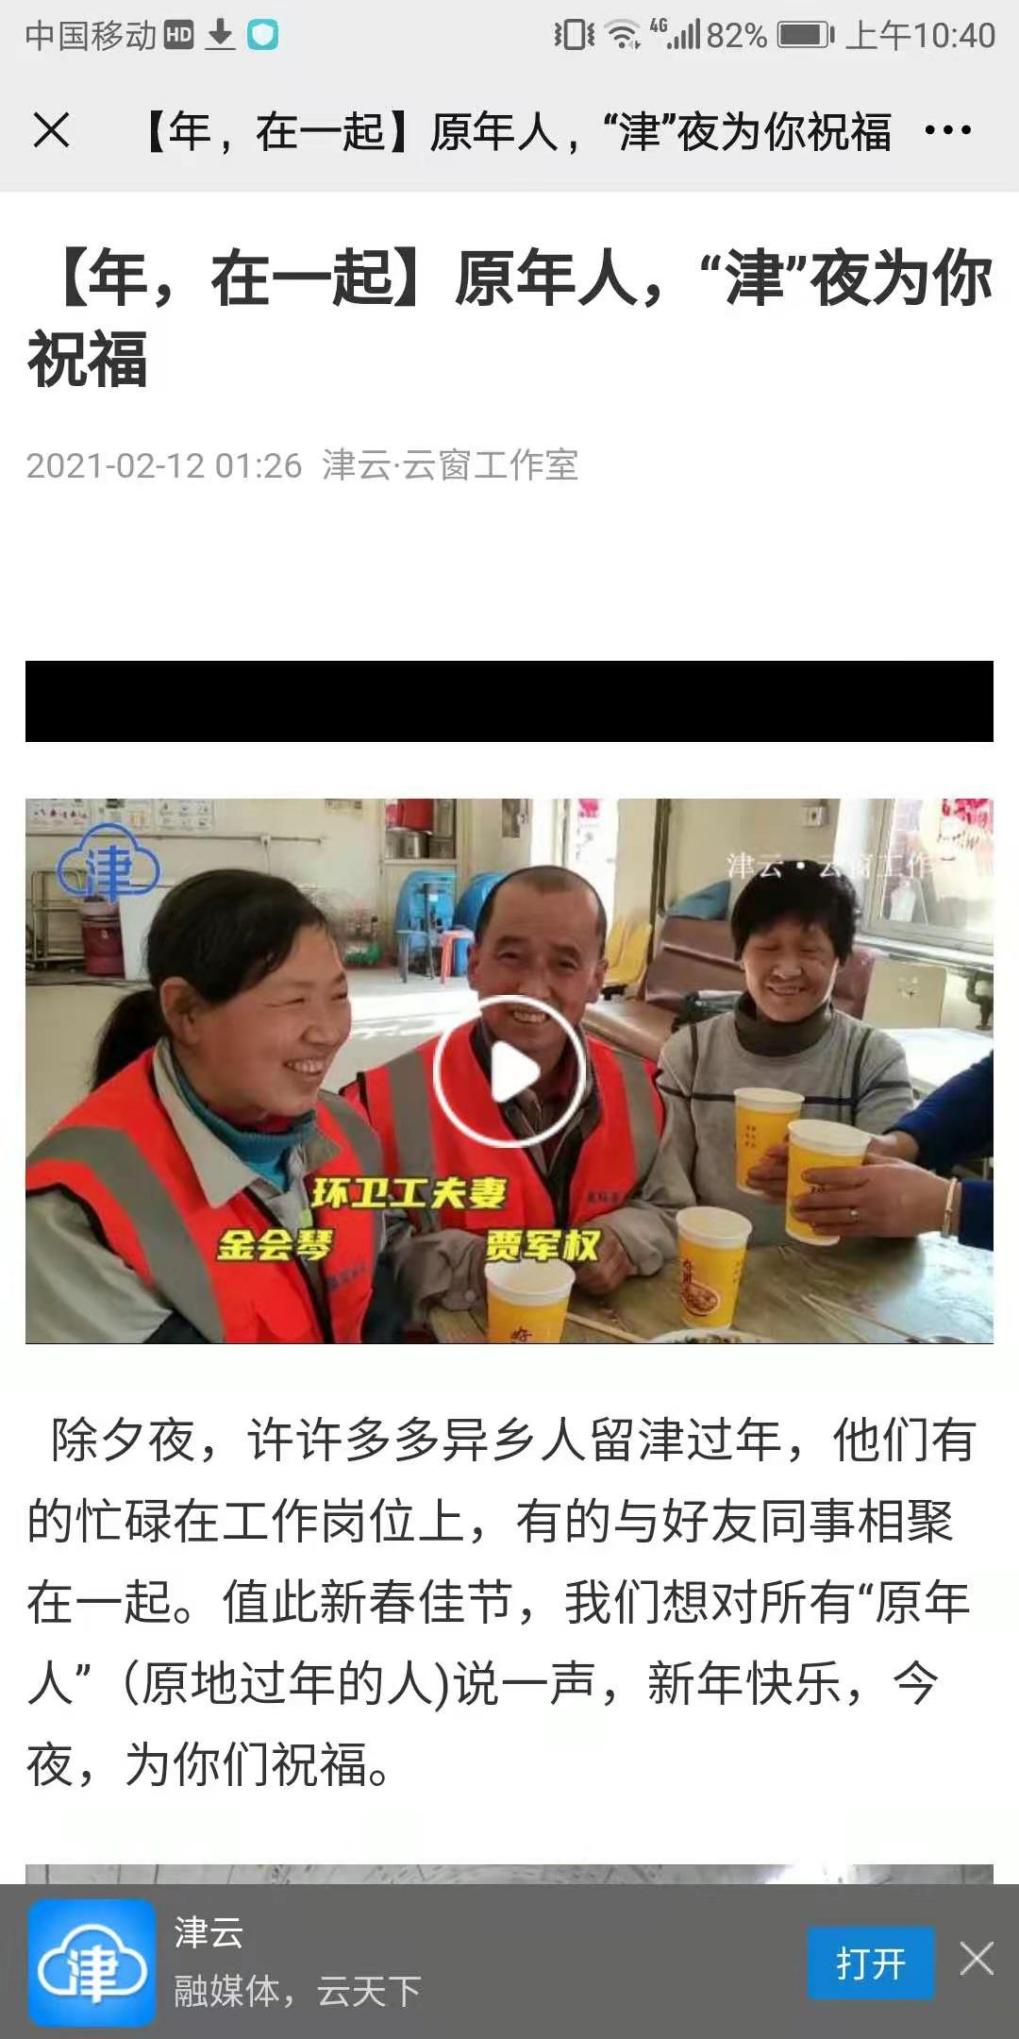 中国移动 HD 4G 82% 上午10:40
【年，在一起】原年人，“津”夜为你祝福
【年，在一起】原年人，“津”夜为你
祝福
2021-02-12 01:26 津云·云窗工作室
津
津云·云窗工作
环卫工夫妻
金会琴 贾军权
除夕夜，许许多多异乡人留津过年，他们有
的忙碌在工作岗位上，有的与好友同事相聚
在一起。值此新春佳节，我们想对所有“原年
人”（原地过年的人)说一声，新年快乐，今
夜，为你们祝福。
津
津云
融媒体，云天下
打开